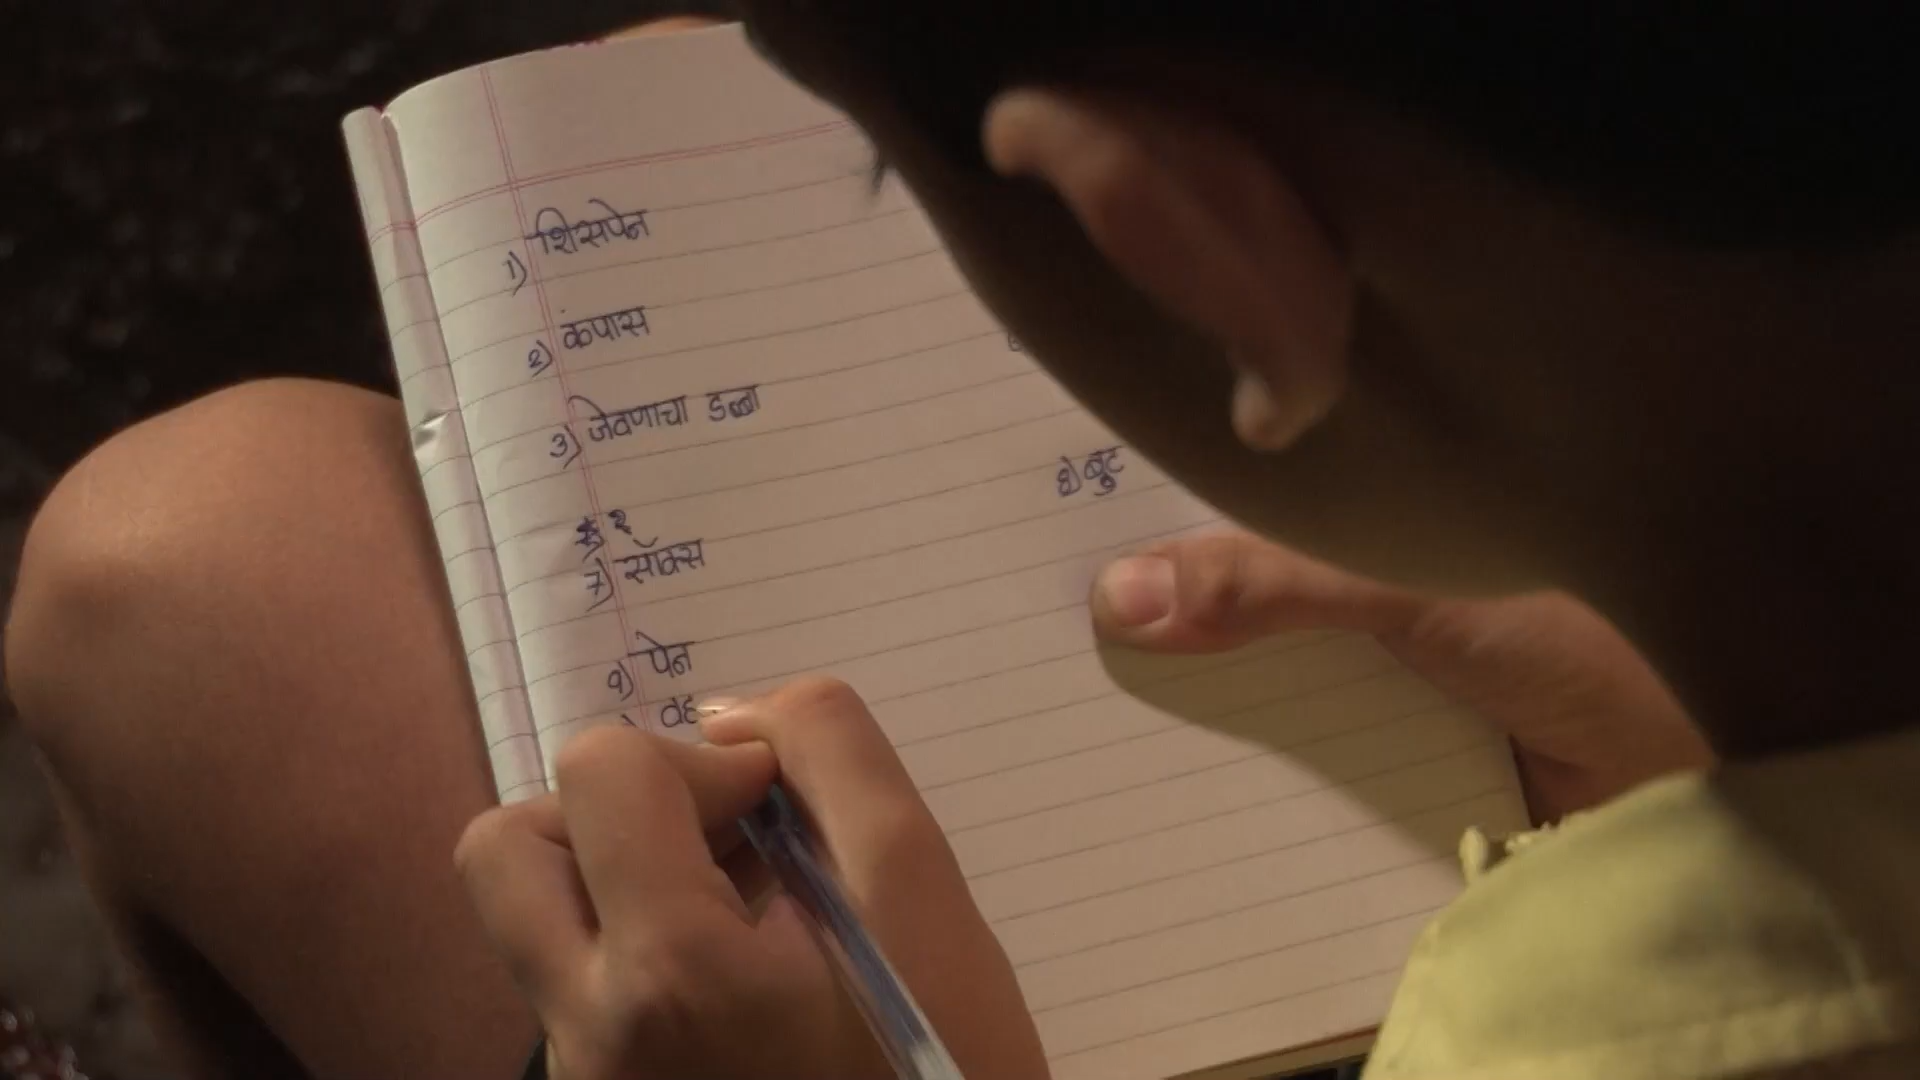 1) शिसपेन
2) कंपास
3) जेवणाचा डब्बा
7) सॉक्स
8) बुट
9) पेन